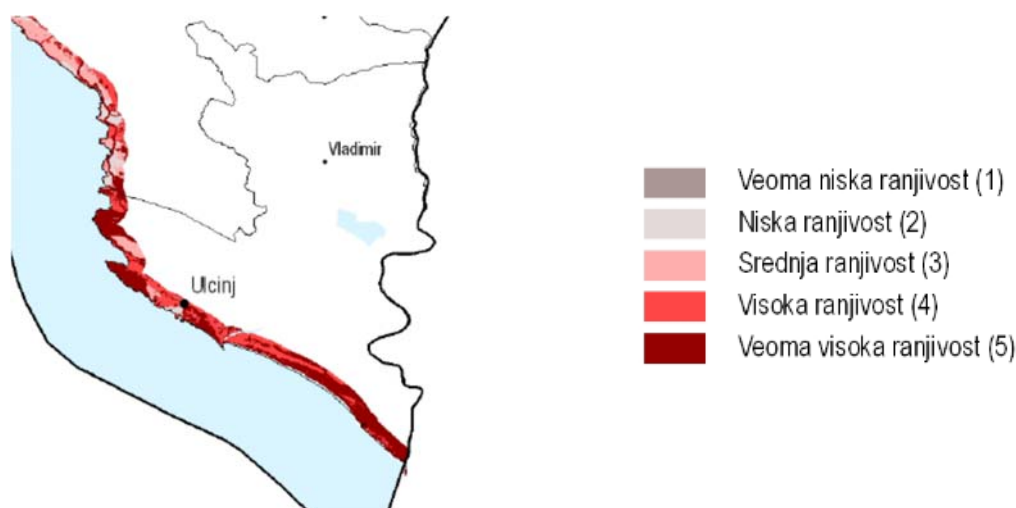 Vladimir
Ulcinj
Veoma niska ranjivost (1)
Niska ranjivost (2)
Srednja ranjivost (3)
Visoka ranjivost (4)
Veoma visoka ranjivost (5)